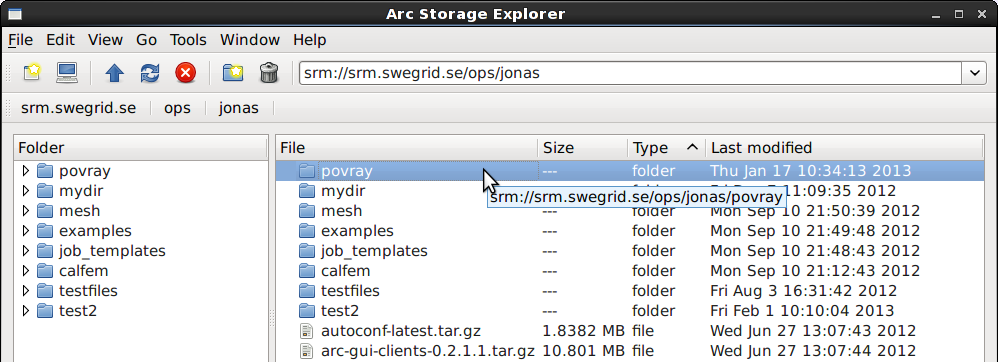 Arc Storage Explorer
File Edit View Go Tools Window Help
srm://srm.swegrid.se/ops/jonas
srm.swegrid.se ops jonas
Folder
povray
mydir
mesh
examples
job_templates
calfem
testfiles
test2
File Size Type Last modified
povray --- folder Thu Jan 17 10:34:13 2013
mydir --- folder 11:09:35 2012
srm://srm.swegrid.se/ops/jonas/povray
mesh --- folder Mon Sep 10 21:50:39 2012
examples --- folder Mon Sep 10 21:49:48 2012
job_templates --- folder Mon Sep 10 21:48:43 2012
calfem --- folder Mon Sep 10 21:12:43 2012
testfiles --- folder Fri Aug 3 16:31:42 2012
test2 --- folder Fri Feb 1 10:10:04 2013
autoconf-latest.tar.gz 1.8382 MB file Wed Jun 27 13:07:43 2012
arc-gui-clients-0.2.1.1.tar.gz 10.801 MB file Wed Jun 27 13:07:44 2012